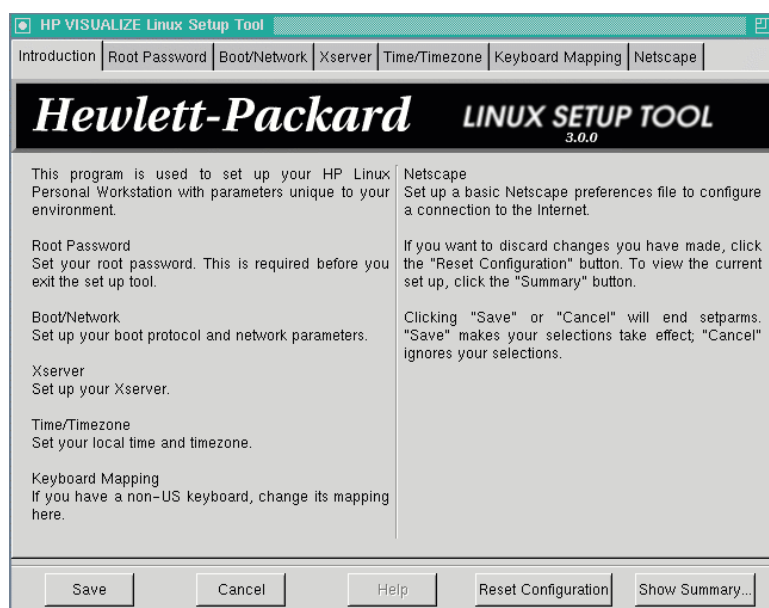 HP VISUALIZE Linux Setup Tool
Introduction Root Password Boot/Network Xserver Time/Timezone Keyboard Mapping Netscape
Hewlett-Packard LINUX SETUP TOOL
3.0.0
This program is used to set up your HP Linux
Personal Workstation with parameters unique to your
environment.
Root Password
Set your root password. This is required before you
exit the set up tool.
Boot/Network
Set up your boot protocol and network parameters.
Xserver
Set up your Xserver.
Time/Timezone
Set your local time and timezone.
Keyboard Mapping
If you have a non-US keyboard, change its mapping
here.
Netscape
Set up a basic Netscape preferences file to configure
a connection to the Internet.
If you want to discard changes you have made, click
the "Reset Configuration" button. To view the current
set up, click the "Summary" button.
Clicking "Save" or "Cancel" will end setparms.
"Save" makes your selections take effect; "Cancel"
ignores your selections.
Save Cancel Help Reset Configuration Show Summary...